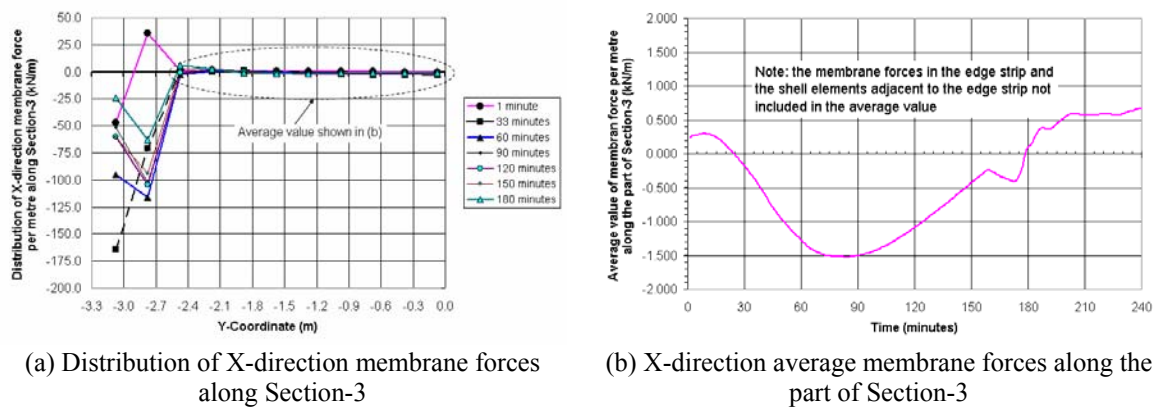 Distribution of X-direction membrane force
per metre along Section-3 (kN/m)
50.0
25.0
0.0
-25.0
-50.0
-75.0
-100.0
-125.0
-150.0
-175.0
-200.0
-3.3 -3.0 -2.7 -2.4 -2.1 -1.8 -1.5 -1.2 -0.9 -0.6 -0.3 0.0
Y-Coordinate (m)
Average value shown in (b)
1 minute
33 minutes
60 minutes
90 minutes
120 minutes
150 minutes
180 minutes
(a) Distribution of X-direction membrane forces
along Section-3
Average value of membran force per metre
along the part of Section-3 (kN/m)
2.000
1.500
1.000
0.500
0.000
-0.500
-1.000
-1.500
-2.000
Note: the membrane forces in the edge strip and
the shell elements adjacent to the edge strip not
included in the average value
0 30 60 90 120 150 180 210 240
Time (minutes)
(b) X-direction average membrane forces along the
part of Section-3